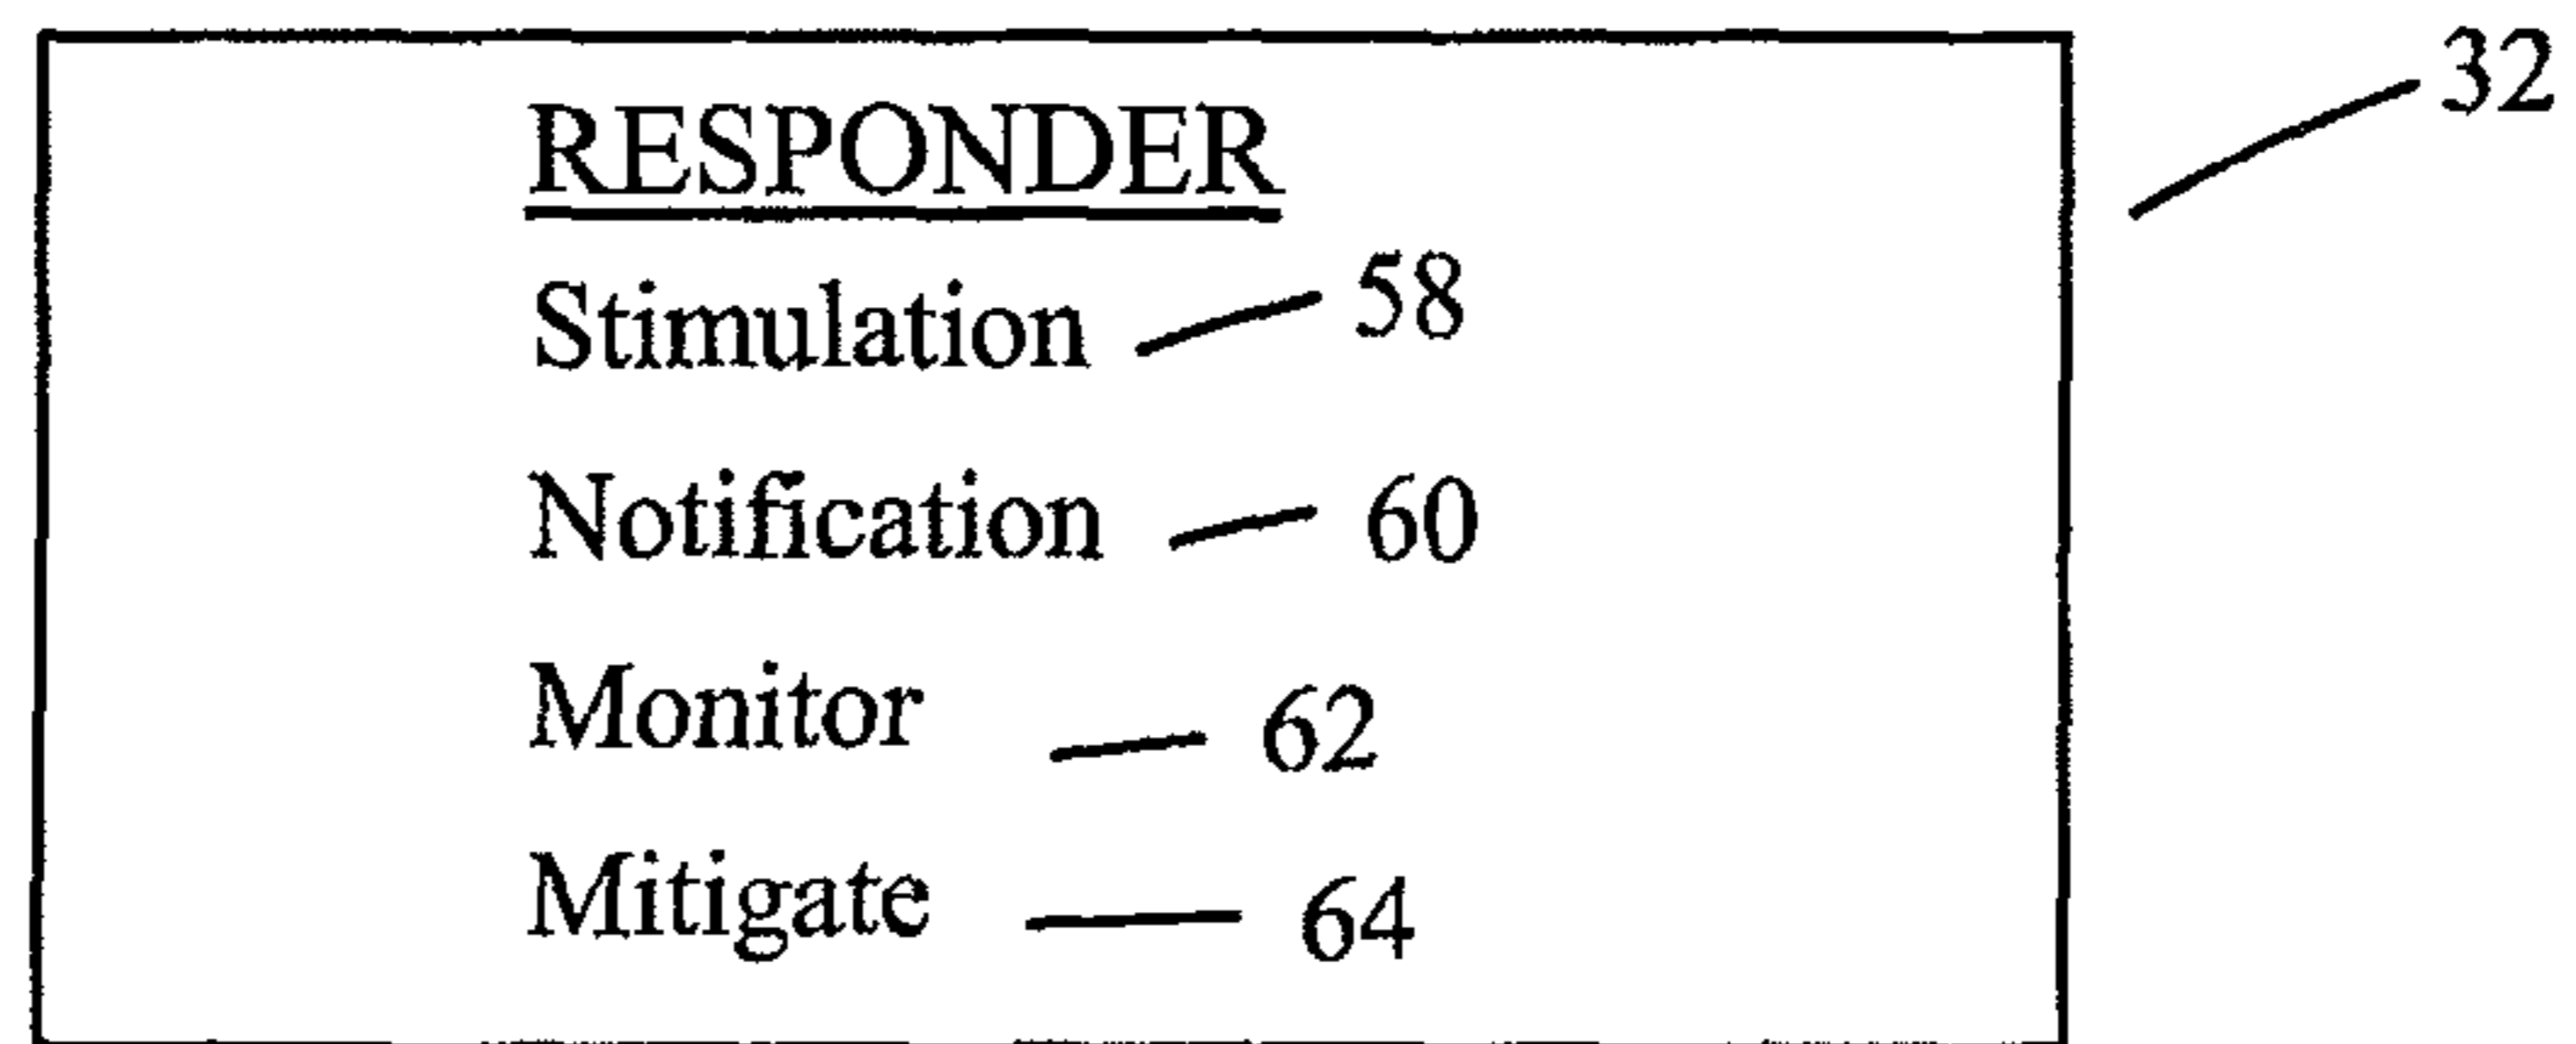 RESPONDER 32
Stimulation 58
Notification 60
Monitor 62
Mitigate 64